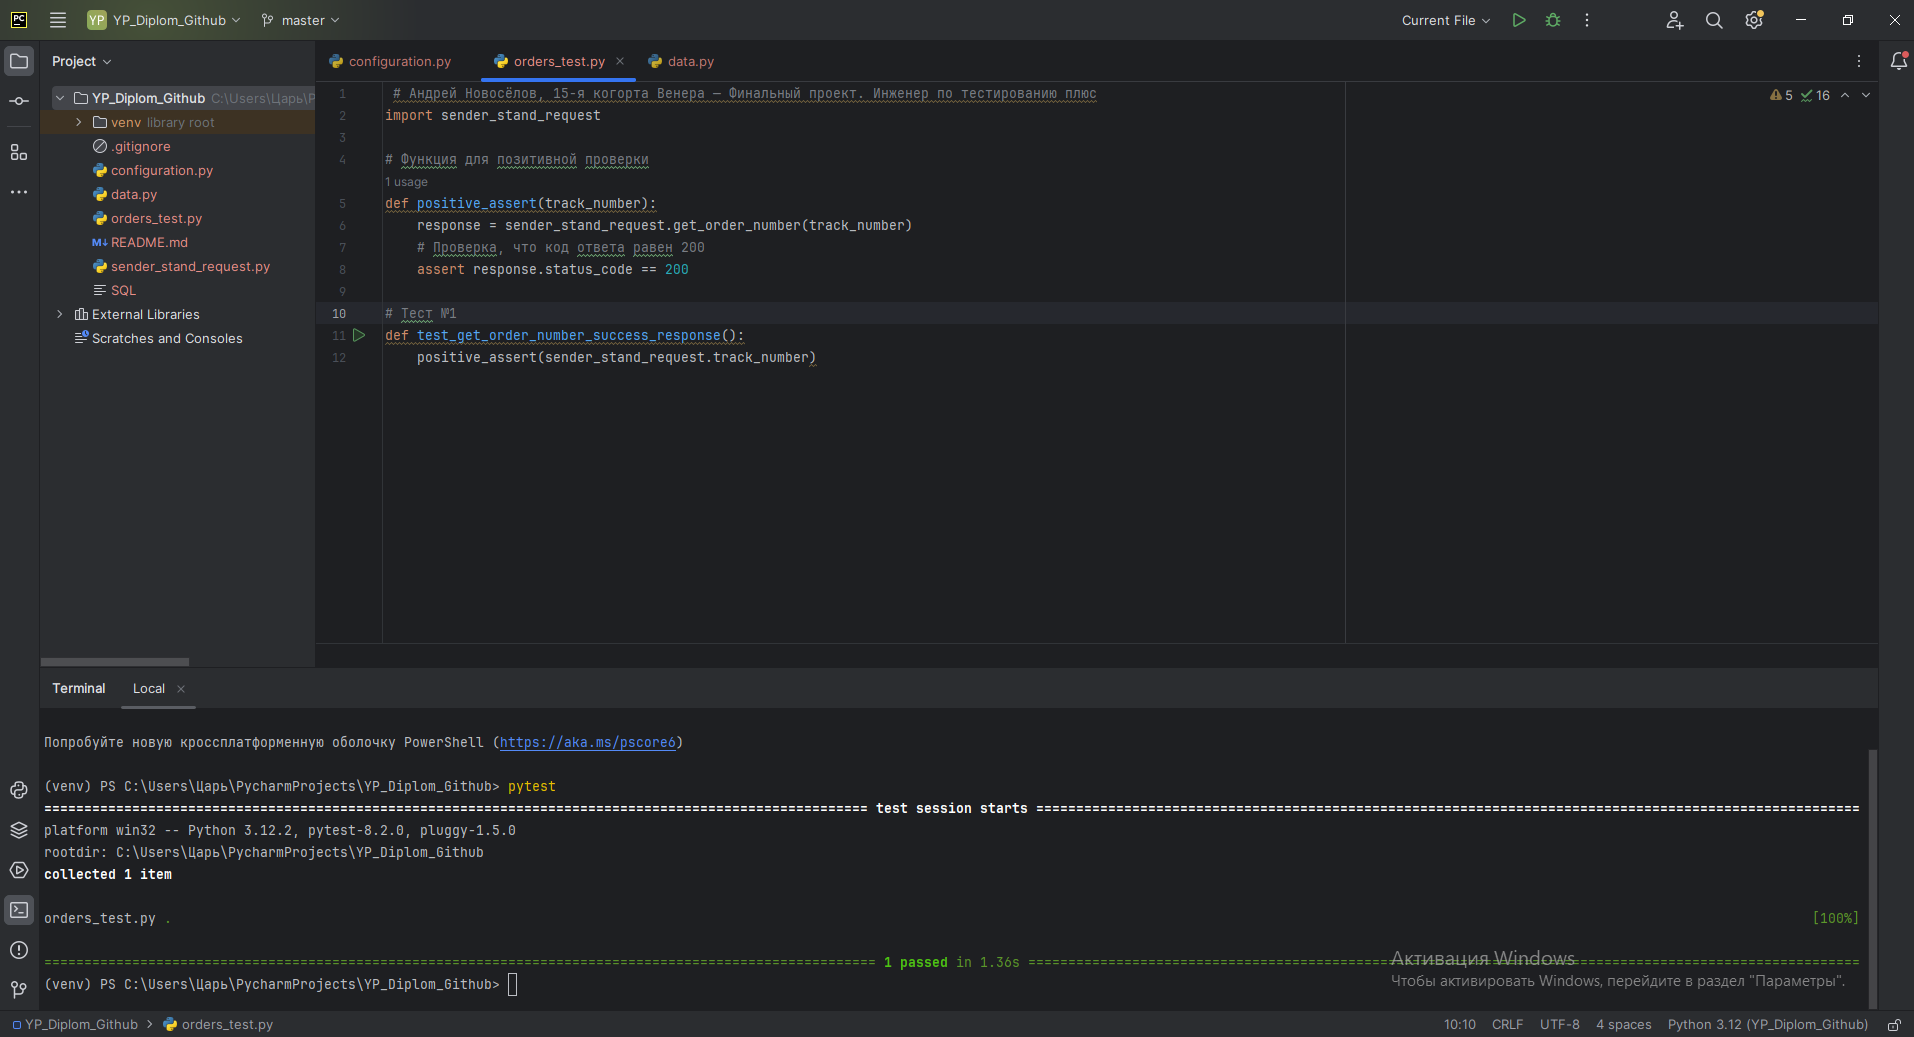 PC YP YP_Diplom_Github master Current File
Project
configuration.py orders_test.py data.py
YP_Diplom_Github C:\Users\Царь\P
venv library root
.gitignore
configuration.py
data.py
orders_test.py
M↓ README.md
sender_stand_request.py
SQL
External Libraries
Scratches and Consoles
5 16
1 # Андрей Новосёлов, 15-я когорта Венера — Финальный проект. Инженер по тестированию плюс
2 import sender_stand_request
3
4 # Функция для позитивной проверки
1 usage
5 def positive_assert(track_number):
6 response = sender_stand_request.get_order_number(track_number)
7 # Проверка, что код ответа равен 200
8 assert response.status_code == 200
9
10 # Тест №1
11 def test_get_order_number_success_response():
12 positive_assert(sender_stand_request.track_number)
Terminal Local
Попробуйте новую кроссплатформенную оболочку PowerShell (https://aka.ms/pscore6)
(venv) PS C:\Users\Царь\PycharmProjects\YP_Diplom_Github> pytest
======================================================================================================= test session starts =======================================================================================================
platform win32 -- Python 3.12.2, pytest-8.2.0, pluggy-1.5.0
rootdir: C:\Users\Царь\PycharmProjects\YP_Diplom_Github
collected 1 item
orders_test.py . [100%]
======================================================================================================== 1 passed in 1.36s ========================================================================================================
(venv) PS C:\Users\Царь\PycharmProjects\YP_Diplom_Github>
Активация Windows
Чтобы активировать Windows, перейдите в раздел "Параметры".
YP_Diplom_Github > orders_test.py 10:10 CRLF UTF-8 4 spaces Python 3.12 (YP_Diplom_Github)